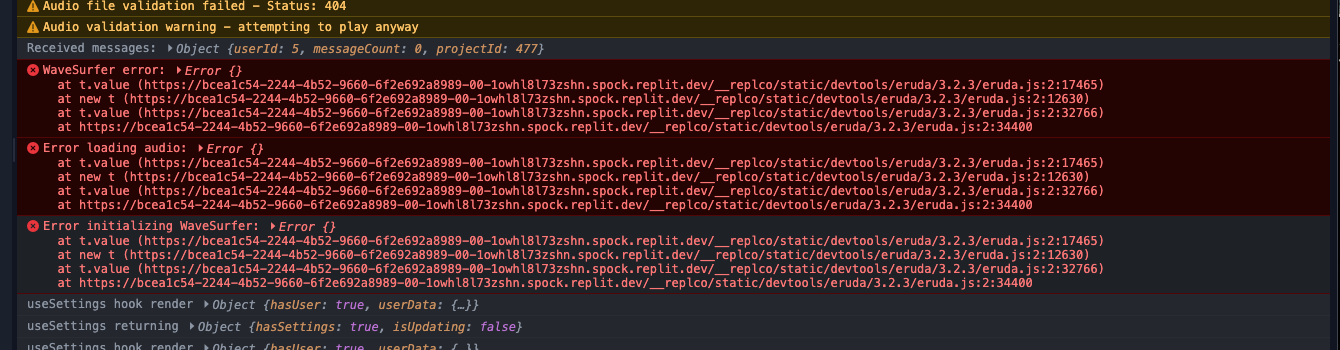 Audio file validation failed – Status: 404
Audio validation warning – attempting to play anyway
Received messages: ▶Object {userId: 5, messageCount: 0, projectId: 477}
WaveSurfer error: ▶Error {}
at t.value (https://bcea1c54-2244-4b52-9660-6f2e692a8989-00-1owhl8l73zshn.spock.replit.dev/__replco/static/devtools/eruda/3.2.3/eruda.js:2:17465)
at new t (https://bcea1c54-2244-4b52-9660-6f2e692a8989-00-1owhl8l73zshn.spock.replit.dev/__replco/static/devtools/eruda/3.2.3/eruda.js:2:12630)
at t.value (https://bcea1c54-2244-4b52-9660-6f2e692a8989-00-1owhl8l73zshn.spock.replit.dev/__replco/static/devtools/eruda/3.2.3/eruda.js:2:32766)
at https://bcea1c54-2244-4b52-9660-6f2e692a8989-00-1owhl8l73zshn.spock.replit.dev/__replco/static/devtools/eruda/3.2.3/eruda.js:2:34400
Error loading audio: ▶Error {}
at t.value (https://bcea1c54-2244-4b52-9660-6f2e692a8989-00-1owhl8l73zshn.spock.replit.dev/__replco/static/devtools/eruda/3.2.3/eruda.js:2:17465)
at new t (https://bcea1c54-2244-4b52-9660-6f2e692a8989-00-1owhl8l73zshn.spock.replit.dev/__replco/static/devtools/eruda/3.2.3/eruda.js:2:12630)
at t.value (https://bcea1c54-2244-4b52-9660-6f2e692a8989-00-1owhl8l73zshn.spock.replit.dev/__replco/static/devtools/eruda/3.2.3/eruda.js:2:32766)
at https://bcea1c54-2244-4b52-9660-6f2e692a8989-00-1owhl8l73zshn.spock.replit.dev/__replco/static/devtools/eruda/3.2.3/eruda.js:2:34400
Error initializing WaveSurfer: ▶Error {}
at t.value (https://bcea1c54-2244-4b52-9660-6f2e692a8989-00-1owhl8l73zshn.spock.replit.dev/__replco/static/devtools/eruda/3.2.3/eruda.js:2:17465)
at new t (https://bcea1c54-2244-4b52-9660-6f2e692a8989-00-1owhl8l73zshn.spock.replit.dev/__replco/static/devtools/eruda/3.2.3/eruda.js:2:12630)
at t.value (https://bcea1c54-2244-4b52-9660-6f2e692a8989-00-1owhl8l73zshn.spock.replit.dev/__replco/static/devtools/eruda/3.2.3/eruda.js:2:32766)
at https://bcea1c54-2244-4b52-9660-6f2e692a8989-00-1owhl8l73zshn.spock.replit.dev/__replco/static/devtools/eruda/3.2.3/eruda.js:2:34400
useSettings hook render ▶Object {hasUser: true, userData: {…}}
useSettings returning ▶Object {hasSettings: true, isUpdating: false}
useSettings hook render ▶Object {hasUser: true, userData: {…}}